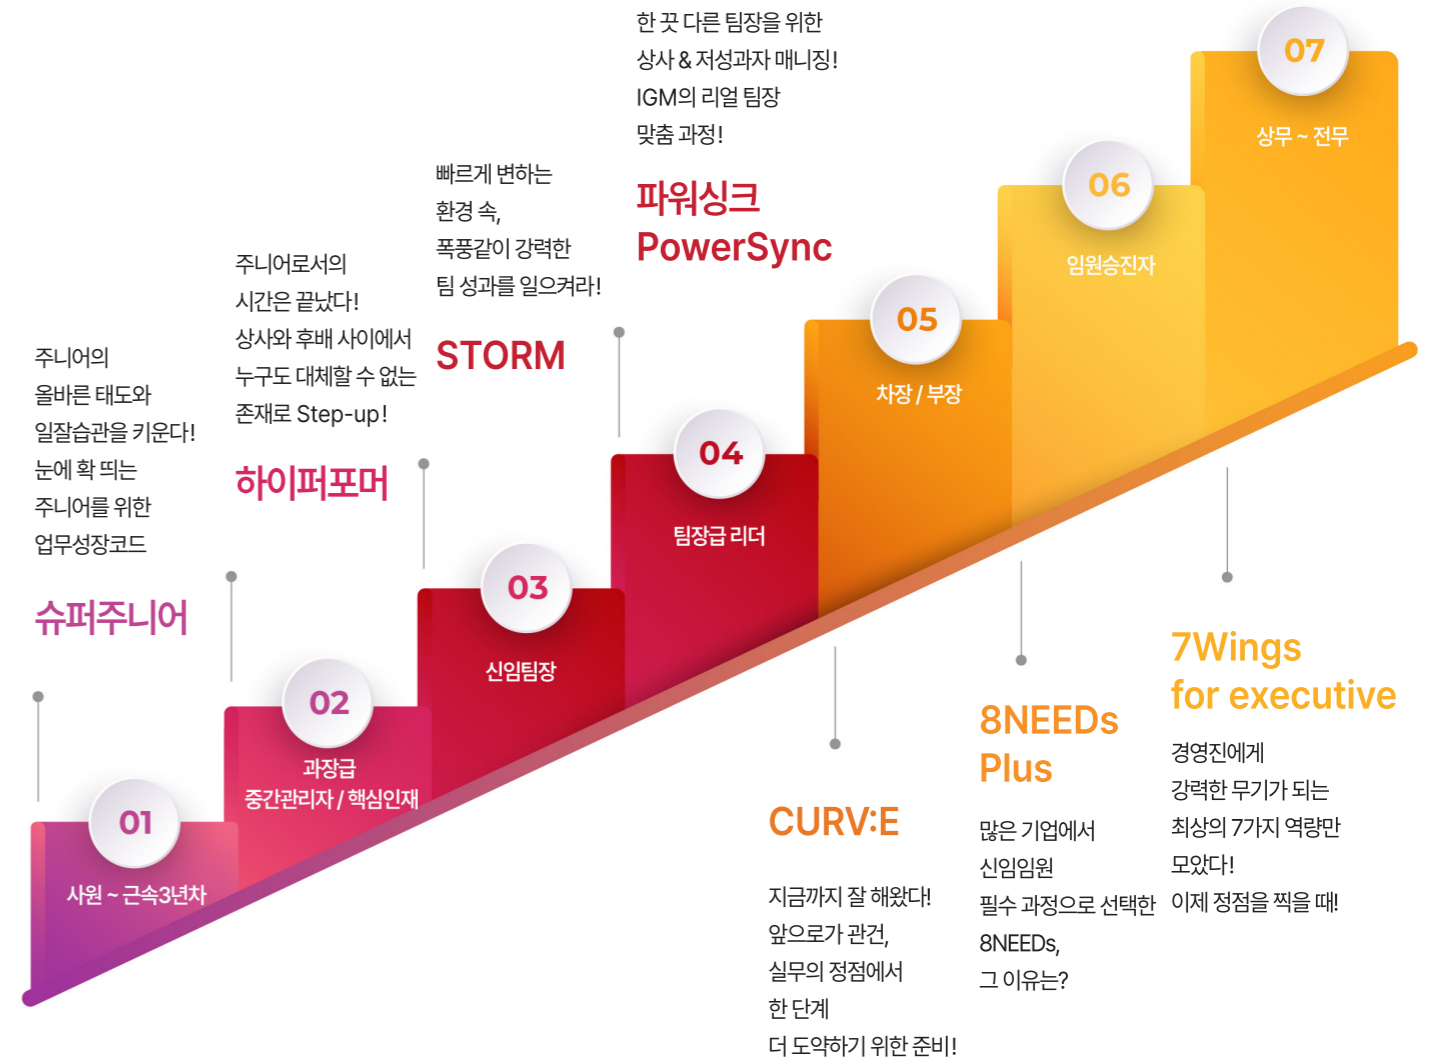 주니어의
올바른 태도와
일잘습관을 키운다!
눈에 확 띄는
주니어를 위한
업무성장코드
슈퍼주니어
01
사원 ~ 근속3년차
주니어로서의
시간은 끝났다!
상사와 후배 사이에서
누구도 대체할 수 없는
존재로 Step-up!
하이퍼포머
02
과장급
중간관리자 / 핵심인재
빠르게 변하는
환경 속,
폭풍같이 강력한
팀 성과를 일으켜라!
STORM
03
신임팀장
한 끗 다른 팀장을 위한
상사 & 저성과자 매니징!
IGM의 리얼 팀장
맞춤 과정!
파워싱크
PowerSync
04
팀장급 리더
05
차장 / 부장
CURV:E
지금까지 잘 해왔다!
앞으로가 관건,
실무의 정점에서
한 단계
더 도약하기 위한 준비!
06
임원승진자
8NEEDs
Plus
많은 기업에서
신임임원
필수 과정으로 선택한
8NEEDs,
그 이유는?
07
상무 ~ 전무
7Wings
for executive
경영진에게
강력한 무기가 되는
최상의 7가지 역량만
모았다!
이제 정점을 찍을 때!